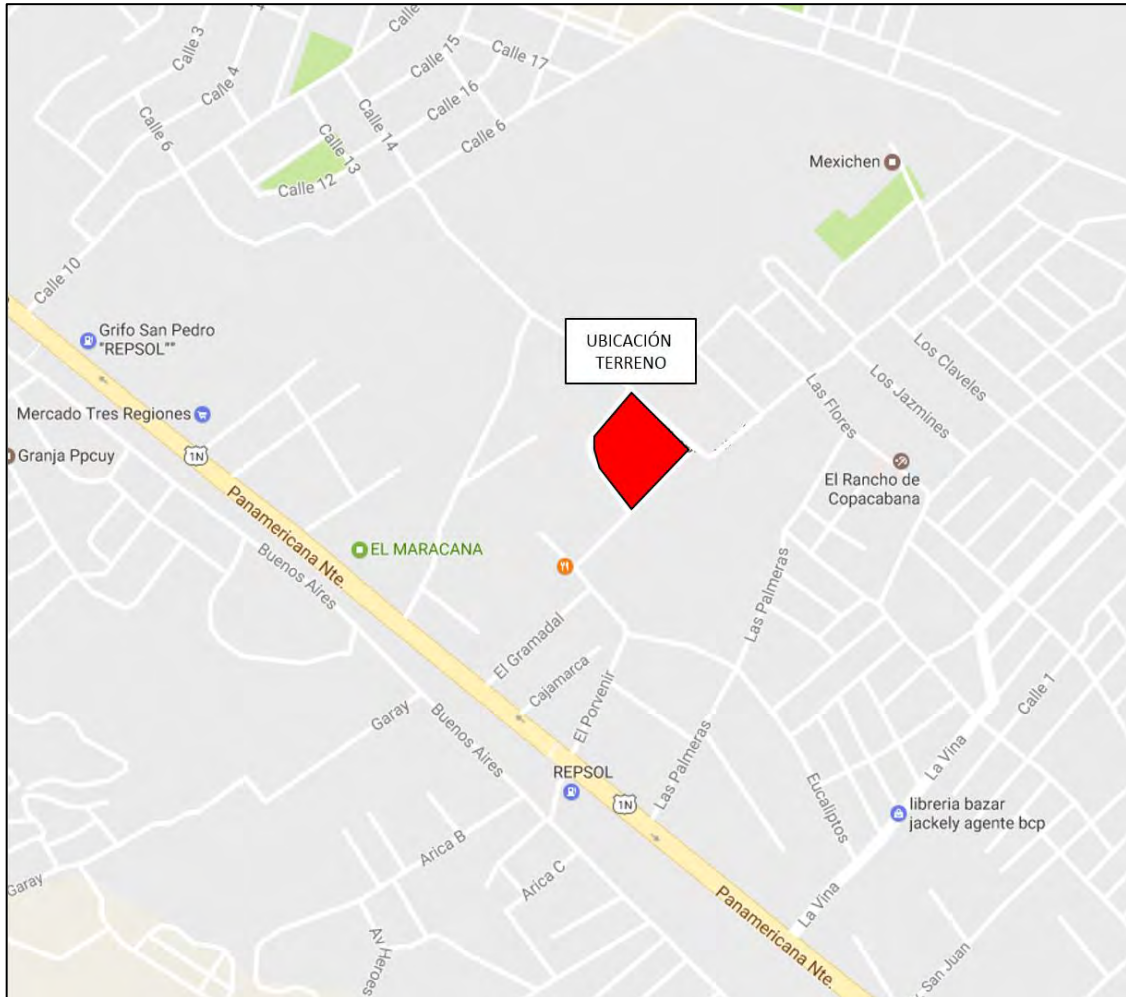 Calle
Calle 3
Calle 15
Calle 17
Calle 4
Calle 16
Calle 14
Calle 6
Calle 6
Calle 13
Calle 12
Mexichen
Calle 10
Grifo San Pedro
"REPSOL""
UBICACIÓN
TERRENO
Los Claveles
Los Jazmines
Las Flores
Mercado Tres Regiones
1N
Granja Ppcuy
El Rancho de
Copacabana
Panamericana Nte.
EL MARACANA
Buenos Aires
Las Palmeras
El Gramadal
Cajamarca
Garay
Buenos Aires
El Porvenir
Calle 1
La Vina
REPSOL
Las Palmeras
1N
Eucaliptos
libreria bazar
jackely agente bcp
Arica B
Arica C
Garay
La Vina
Panamericana Nte.
Av Heroes
San Juan